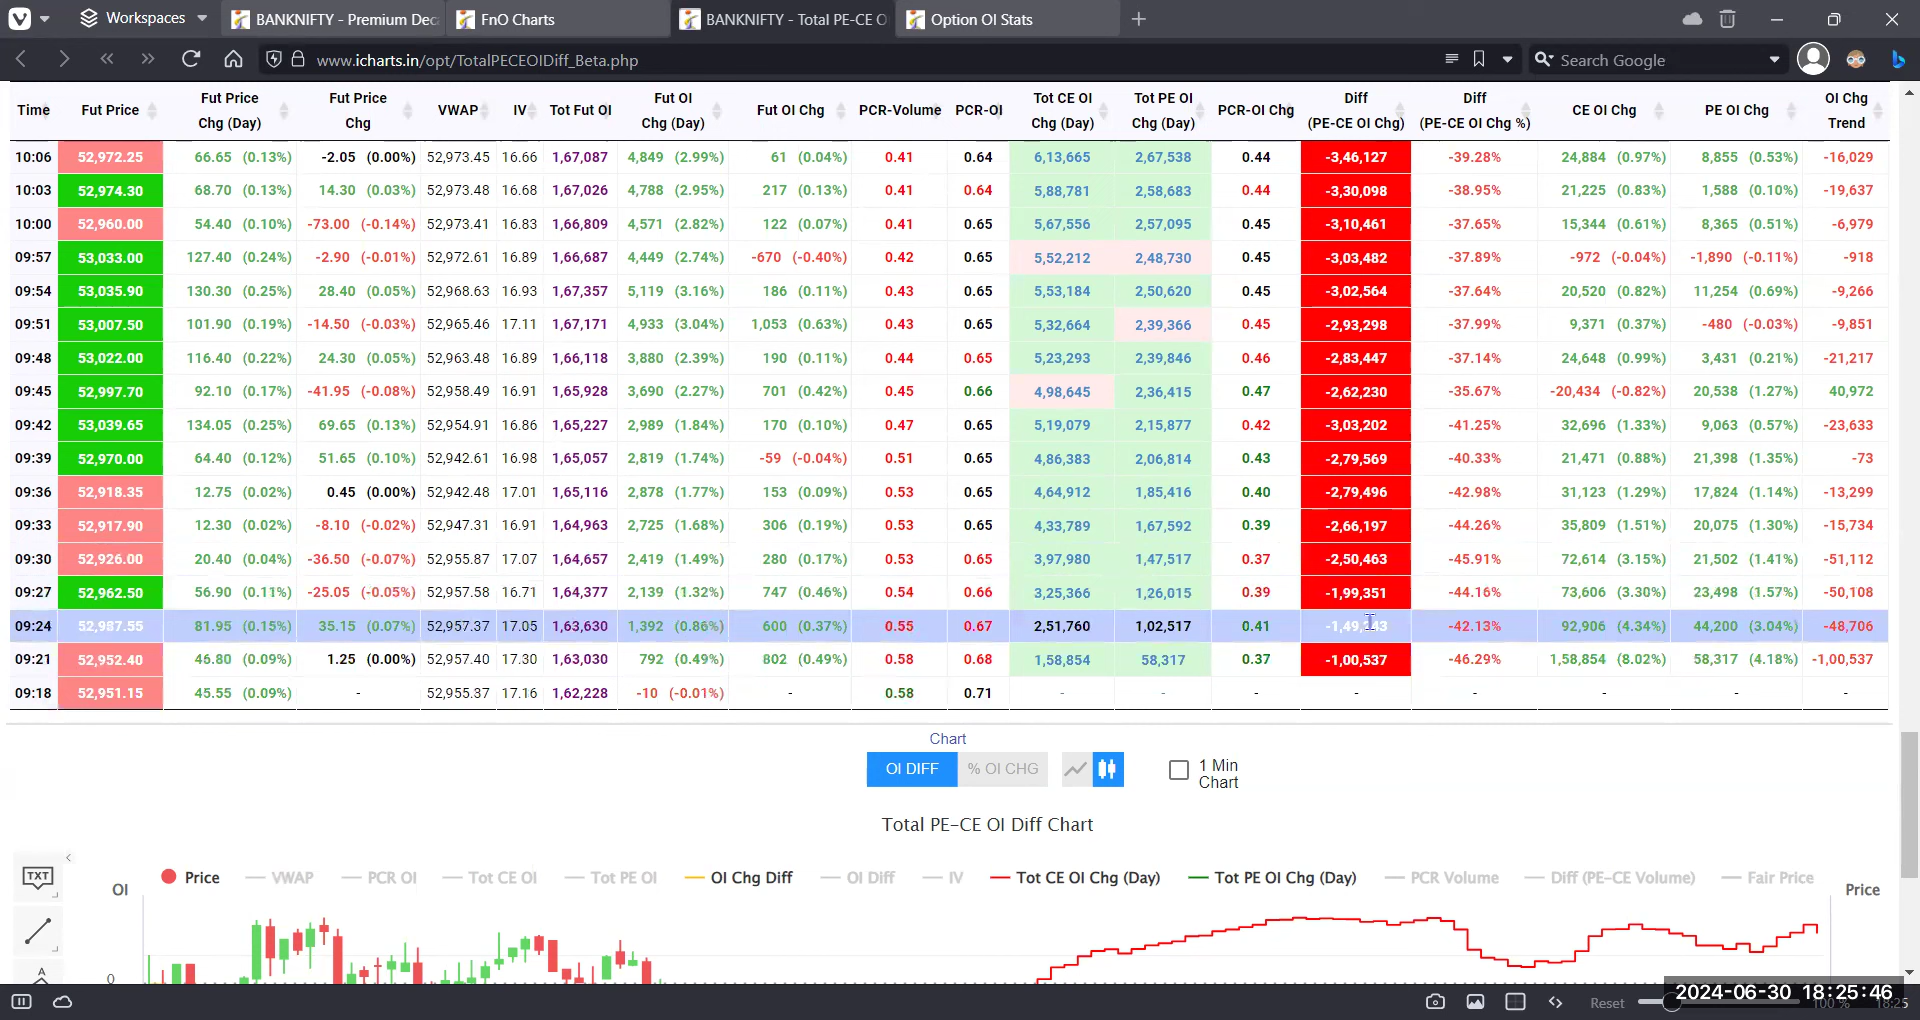 Workspaces
BANKNIFTY - Premium Dec
FnO Charts
BANKNIFTY - Total PE-CE O
Option OI Stats
www.icharts.in/opt/TotalPECEOIDiff_Beta.php
Search Google
Time Fut Price Fut Price Chg (Day) Fut Price Chg VWAP IV Tot Fut OI Fut OI Chg (Day) Fut OI Chg PCR-Volume PCR-OI Tot CE OI Chg (Day) Tot PE OI Chg (Day) PCR-OI Chg Diff (PE-CE OI Chg) Diff (PE-CE OI Chg %) CE OI Chg PE OI Chg OI Chg Trend
10:06 52,972.25 66.65 (0.13%) -2.05 (0.00%) 52,973.45 16.66 1,67,087 4,849 (2.99%) 61 (0.04%) 0.41 0.64 6,13,665 2,67,538 0.44 -3,46,127 -39.28% 24,884 (0.97%) 8,855 (0.53%) -16,029
10:03 52,974.30 68.70 (0.13%) 14.30 (0.03%) 52,973.48 16.68 1,67,026 4,788 (2.95%) 217 (0.13%) 0.41 0.64 5,88,781 2,58,683 0.44 -3,30,098 -38.95% 21,225 (0.83%) 1,588 (0.10%) -19,637
10:00 52,960.00 54.40 (0.10%) -73.00 (-0.14%) 52,973.41 16.83 1,66,809 4,571 (2.82%) 122 (0.07%) 0.41 0.65 5,67,556 2,57,095 0.45 -3,10,461 -37.65% 15,344 (0.61%) 8,365 (0.51%) -6,979
09:57 53,033.00 127.40 (0.24%) -2.90 (-0.01%) 52,972.61 16.89 1,66,687 4,449 (2.74%) -670 (-0.40%) 0.42 0.65 5,52,212 2,48,730 0.45 -3,03,482 -37.89% -972 (-0.04%) -1,890 (-0.11%) -918
09:54 53,035.90 130.30 (0.25%) 28.40 (0.05%) 52,968.63 16.93 1,67,357 5,119 (3.16%) 186 (0.11%) 0.43 0.65 5,53,184 2,50,620 0.45 -3,02,564 -37.64% 20,520 (0.82%) 11,254 (0.69%) -9,266
09:51 53,007.50 101.90 (0.19%) -14.50 (-0.03%) 52,965.46 17.11 1,67,171 4,933 (3.04%) 1,053 (0.63%) 0.43 0.65 5,32,664 2,39,366 0.45 -2,93,298 -37.99% 9,371 (0.37%) -480 (-0.03%) -9,851
09:48 53,022.00 116.40 (0.22%) 24.30 (0.05%) 52,963.48 16.89 1,66,118 3,880 (2.39%) 190 (0.11%) 0.44 0.65 5,23,293 2,39,846 0.46 -2,83,447 -37.14% 24,648 (0.99%) 3,431 (0.21%) -21,217
09:45 52,997.70 92.10 (0.17%) -41.95 (-0.08%) 52,958.49 16.91 1,65,928 3,690 (2.27%) 701 (0.42%) 0.45 0.66 4,98,645 2,36,415 0.47 -2,62,230 -35.67% -20,434 (-0.82%) 20,538 (1.27%) 40,972
09:42 53,039.65 134.05 (0.25%) 69.65 (0.13%) 52,954.91 16.86 1,65,227 2,989 (1.84%) 170 (0.10%) 0.47 0.65 5,19,079 2,15,877 0.42 -3,03,202 -41.25% 32,696 (1.33%) 9,063 (0.57%) -23,633
09:39 52,970.00 64.40 (0.12%) 51.65 (0.10%) 52,942.61 16.98 1,65,057 2,819 (1.74%) -59 (-0.04%) 0.51 0.65 4,86,383 2,06,814 0.43 -2,79,569 -40.33% 21,471 (0.88%) 21,398 (1.35%) -73
09:36 52,918.35 12.75 (0.02%) 0.45 (0.00%) 52,942.48 17.01 1,65,116 2,878 (1.77%) 153 (0.09%) 0.53 0.65 4,64,912 1,85,416 0.40 -2,79,496 -42.98% 31,123 (1.29%) 17,824 (1.14%) -13,299
09:33 52,917.90 12.30 (0.02%) -8.10 (-0.02%) 52,947.31 16.91 1,64,963 2,725 (1.68%) 306 (0.19%) 0.53 0.65 4,33,789 1,67,592 0.39 -2,66,197 -44.26% 35,809 (1.51%) 20,075 (1.30%) -15,734
09:30 52,926.00 20.40 (0.04%) -36.50 (-0.07%) 52,955.87 17.07 1,64,657 2,419 (1.49%) 280 (0.17%) 0.53 0.65 3,97,980 1,47,517 0.37 -2,50,463 -45.91% 72,614 (3.15%) 21,502 (1.41%) -51,112
09:27 52,962.50 56.90 (0.11%) -25.05 (-0.05%) 52,957.58 16.71 1,64,377 2,139 (1.32%) 747 (0.46%) 0.54 0.66 3,25,366 1,26,015 0.39 -1,99,351 -44.16% 73,606 (3.30%) 23,498 (1.57%) -50,108
09:24 52,987.55 81.95 (0.15%) 35.15 (0.07%) 52,957.37 17.05 1,63,630 1,392 (0.86%) 600 (0.37%) 0.55 0.67 2,51,760 1,02,517 0.41 -42.13% 92,906 (4.34%) 44,200 (3.04%) -48,706
09:21 52,952.40 46.80 (0.09%) 1.25 (0.00%) 52,957.40 17.30 1,63,030 792 (0.49%) 802 (0.49%) 0.58 0.68 1,58,854 58,317 0.37 -1,00,537 -46.29% 1,58,854 (8.02%) 58,317 (4.18%) -1,00,537
09:18 52,951.15 45.55 (0.09%) - 52,955.37 17.16 1,62,228 -10 (-0.01%) - 0.58 0.71 - - - - - - - -
Chart
OI DIFF % OI CHG 1 Min Chart
Total PE-CE OI Diff Chart
TXT
OI Price VWAP PCR OI Tot CE OI Tot PE OI OI Chg Diff OI Diff IV Tot CE OI Chg (Day) Tot PE OI Chg (Day) PCR Volume Diff (PE-CE Volume) Fair Price Price
A
0
Reset
2024-06-30 18:25:46
100 %
18:25